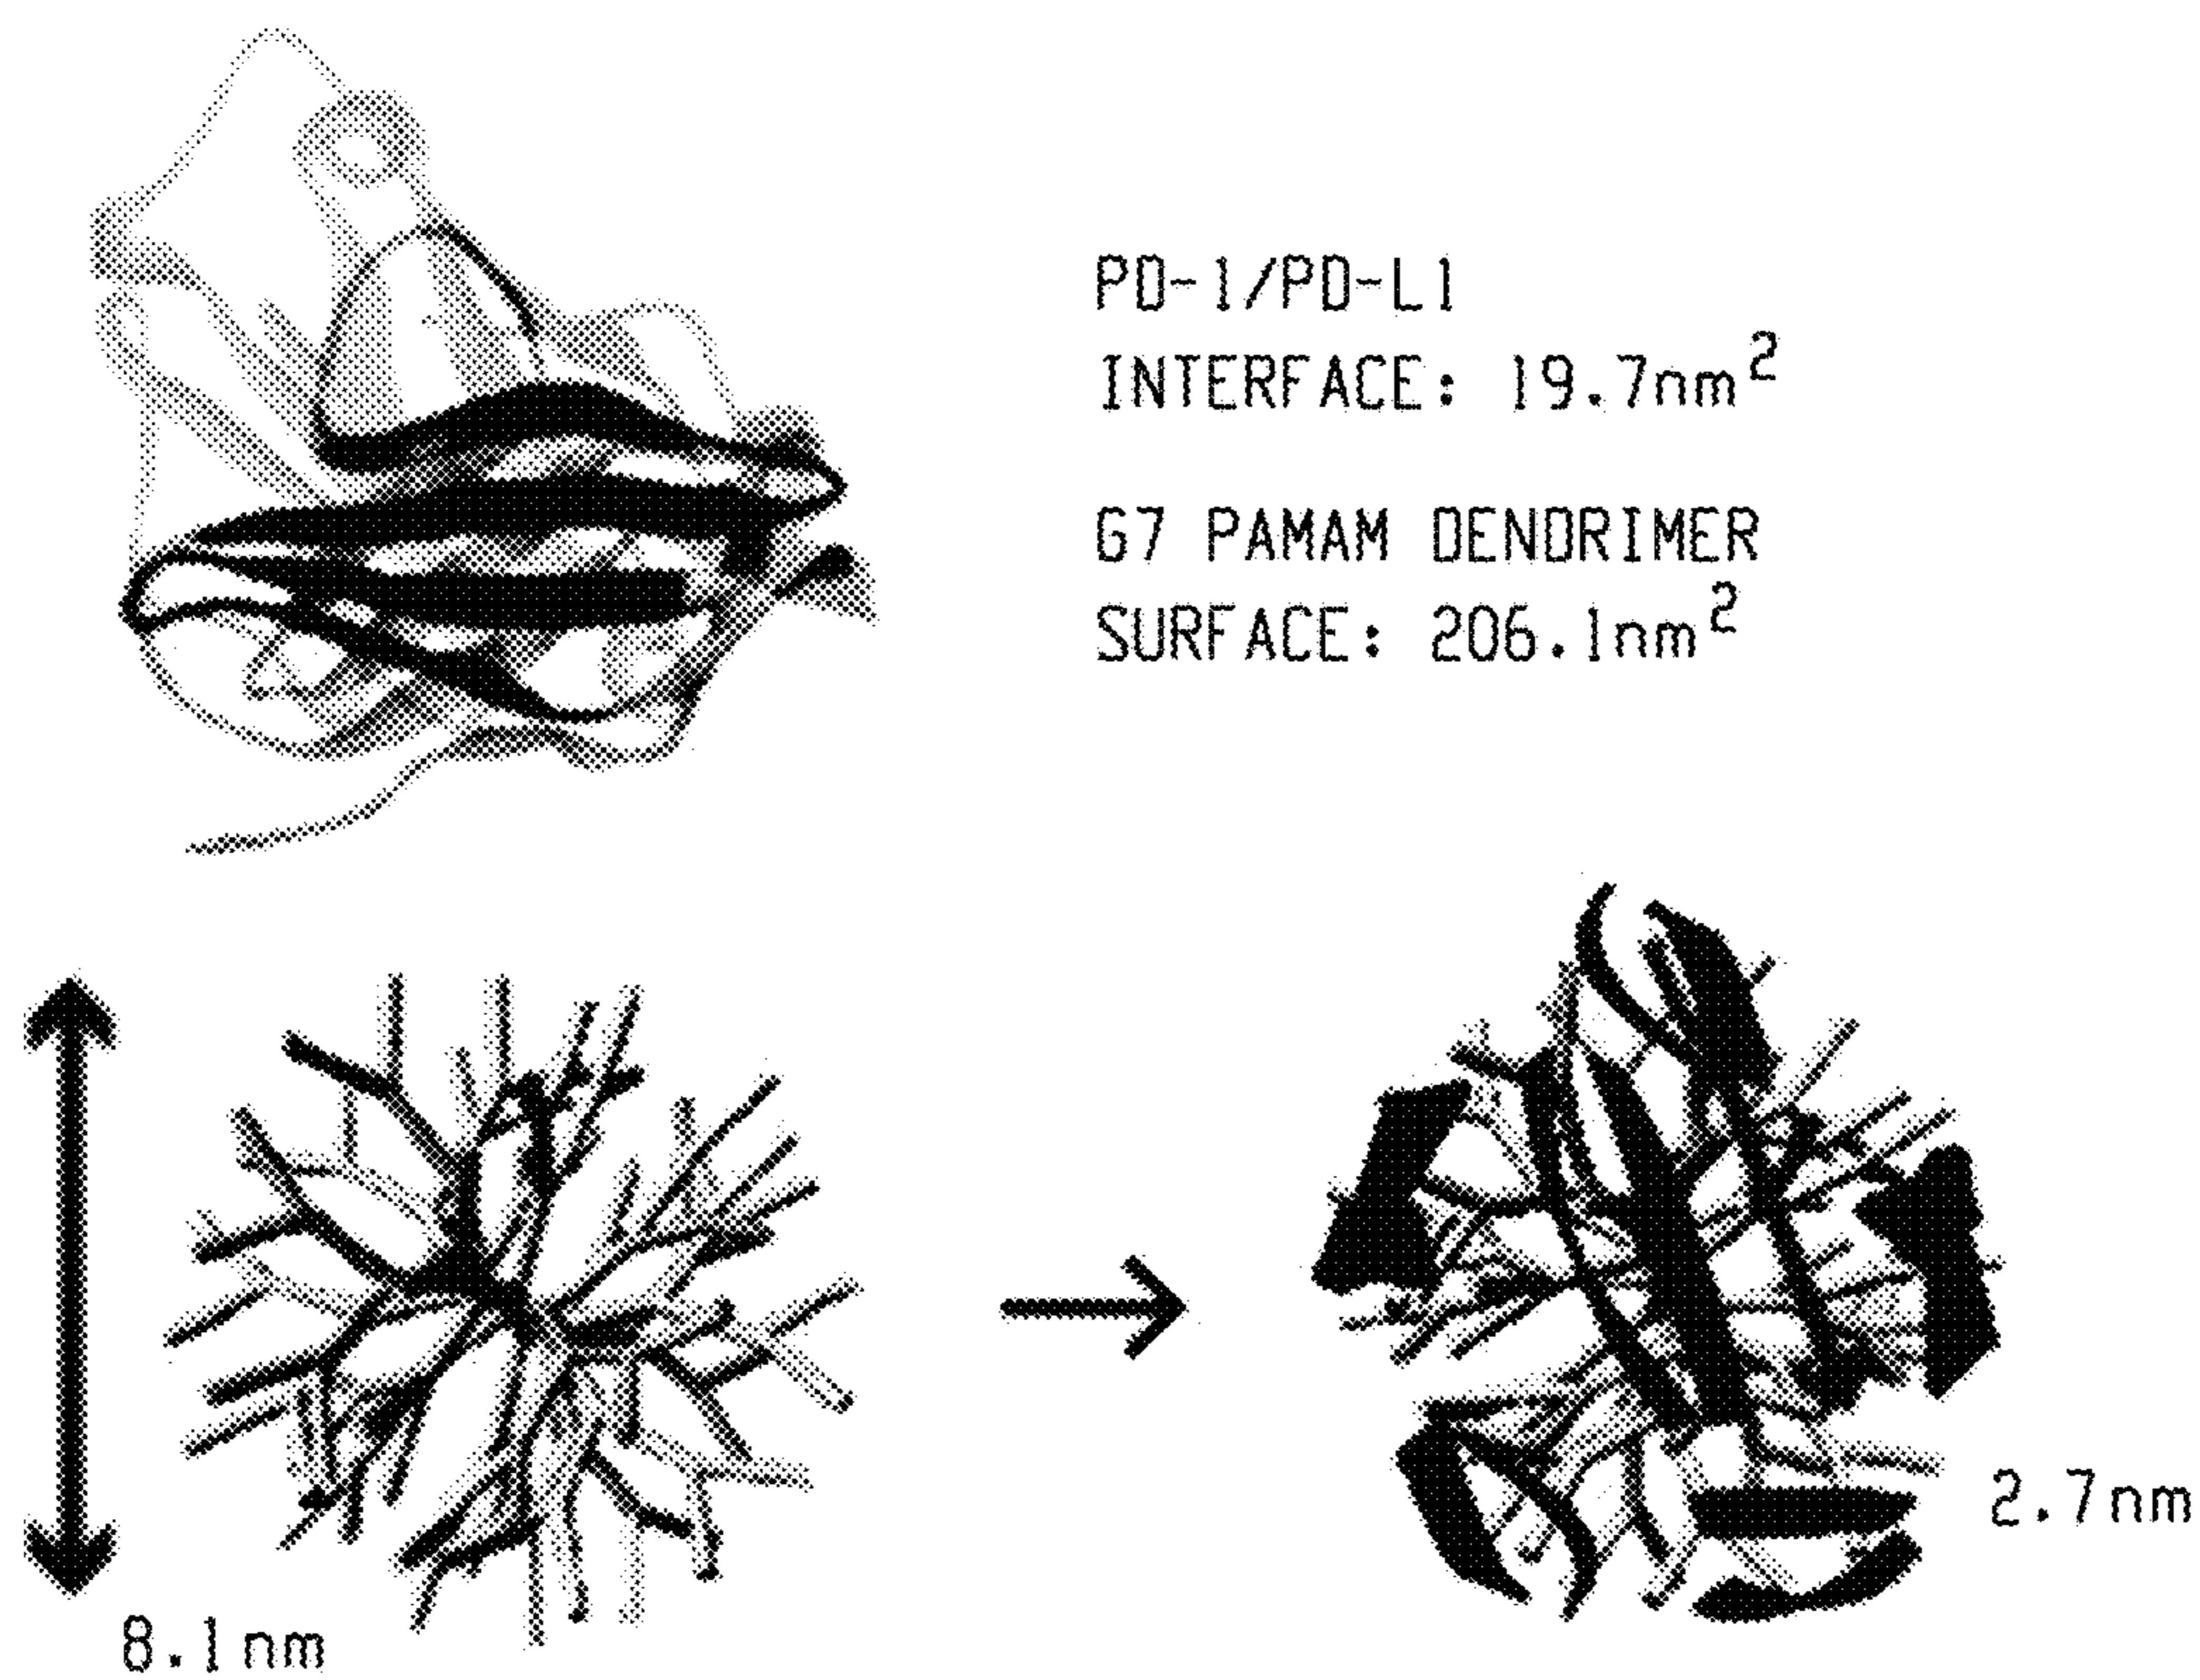 PD-1/PD-L1
INTERFACE: 19.7nm²
G7 PAMAM DENDRIMER
SURFACE: 206.1nm²
2.7nm
8.1nm